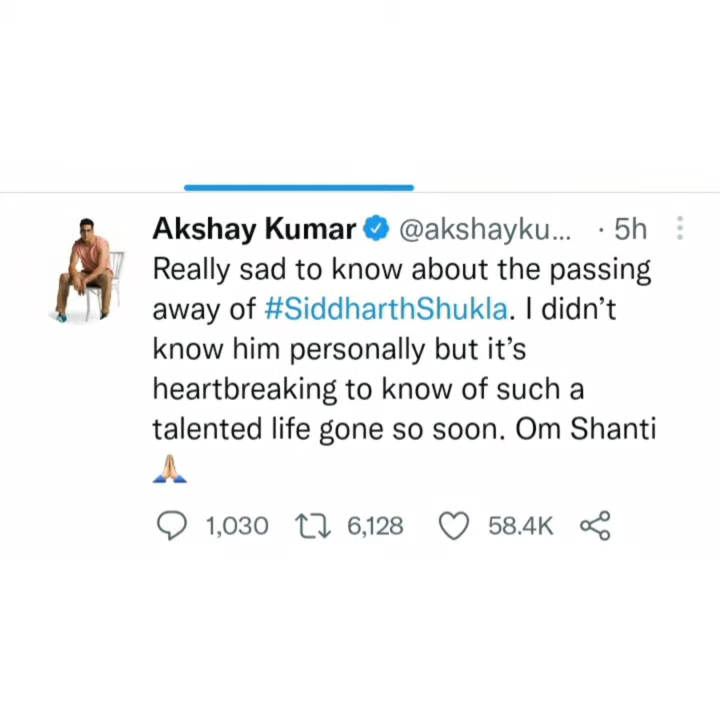 Akshay Kumar @akshayku... · 5h
Really sad to know about the passing
away of #SiddharthShukla. I didn't
know him personally but it's
heartbreaking to know of such a
talented life gone so soon. Om Shanti
🙏🏼
1,030 6,128 58.4K